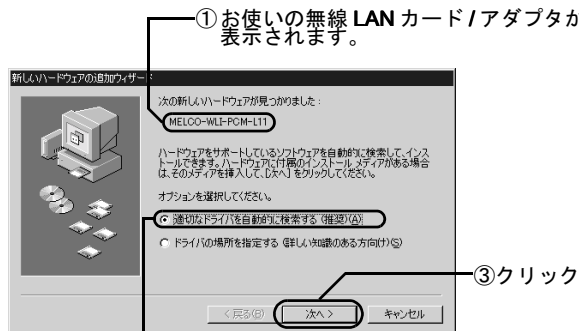 ①お使いの無線 LAN カード / アダプタが
表示されます。
新しいハードウェアの追加ウィザード
次の新しいハードウェアが見つかりました:
MELCO-WLI-PCM-L11
ハードウェアをサポートしているソフトウェアを自動的に検索して、インス
トールできます。ハードウェアに付属のインストール メディアがある場合
は、そのメディアを挿入して、[次へ] をクリックしてください。
オプションを選択してください。
適切なドライバを自動的に検索する (推奨)(A)
ドライバの場所を指定する (詳しい知識のある方向け)(S)
③クリック
< 戻る(B)
次へ >
キャンセル